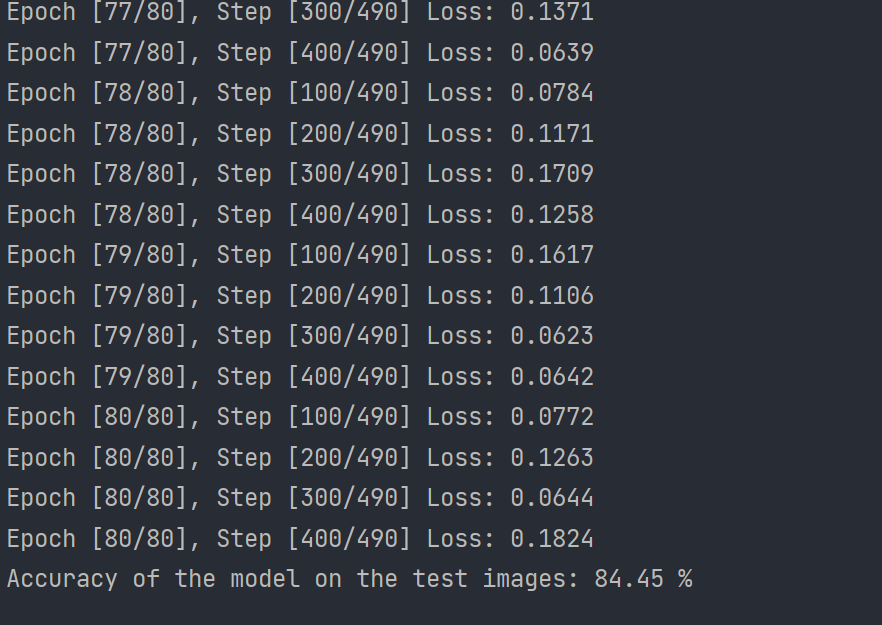 Epoch [77/80], Step [300/490] Loss: 0.1371
Epoch [77/80], Step [400/490] Loss: 0.0639
Epoch [78/80], Step [100/490] Loss: 0.0784
Epoch [78/80], Step [200/490] Loss: 0.1171
Epoch [78/80], Step [300/490] Loss: 0.1709
Epoch [78/80], Step [400/490] Loss: 0.1258
Epoch [79/80], Step [100/490] Loss: 0.1617
Epoch [79/80], Step [200/490] Loss: 0.1106
Epoch [79/80], Step [300/490] Loss: 0.0623
Epoch [79/80], Step [400/490] Loss: 0.0642
Epoch [80/80], Step [100/490] Loss: 0.0772
Epoch [80/80], Step [200/490] Loss: 0.1263
Epoch [80/80], Step [300/490] Loss: 0.0644
Epoch [80/80], Step [400/490] Loss: 0.1824
Accuracy of the model on the test images: 84.45 %